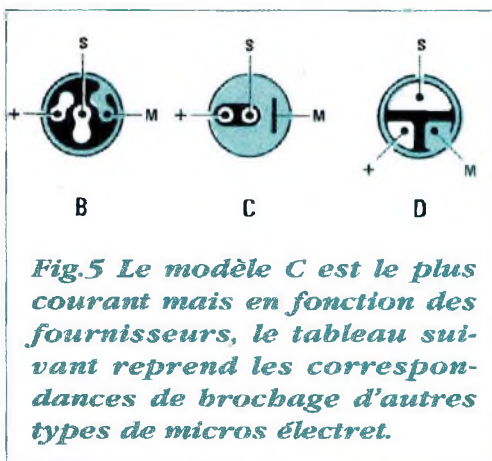 S S S
+ M + M
+ M
B C D
Fig.5 Le modèle C est le plus
courant mais en fonction des
fournisseurs, le tableau sui-
vant reprend les correspon-
dances de brochage d'autres
types de micros électret.